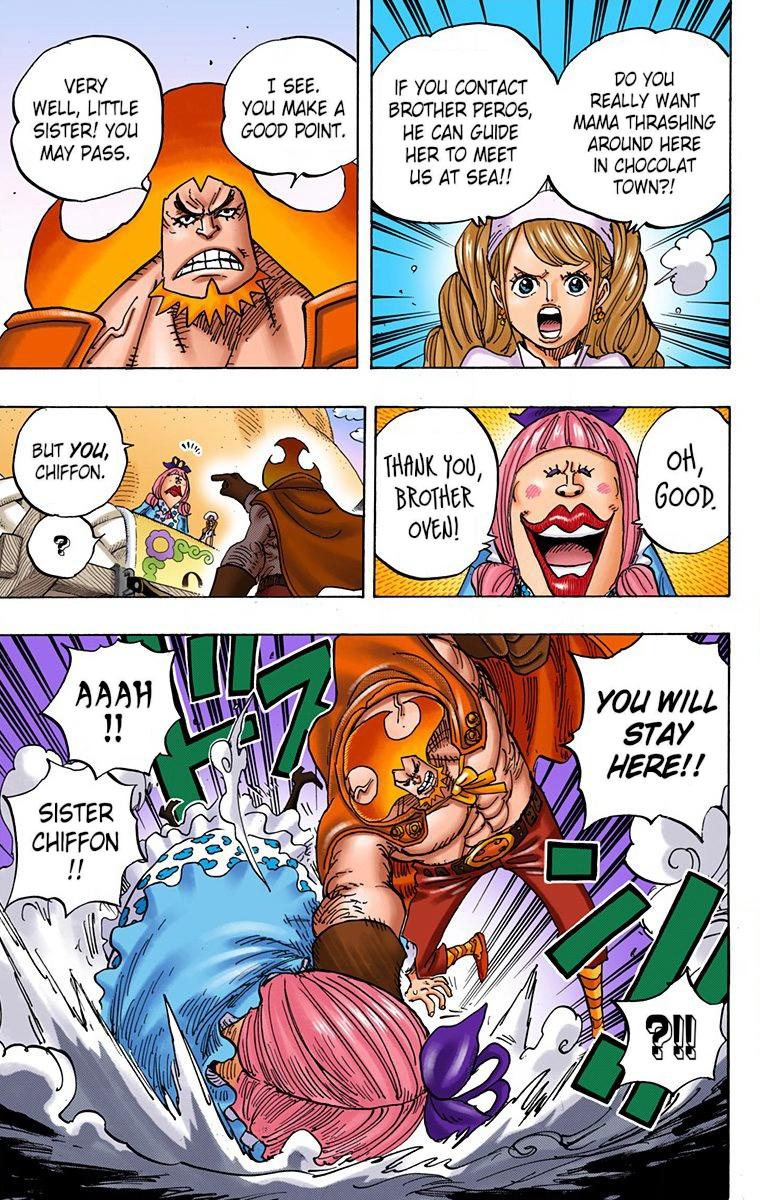 DO YOU
REALLY WANT
MAMA THRASHING
AROUND HERE
IN CHOCOLAT
TOWN?!
IF YOU CONTACT
BROTHER PEROS,
HE CAN GUIDE
HER TO MEET
US AT SEA!!
I SEE.
YOU MAKE A
GOOD POINT.
VERY
WELL, LITTLE
SISTER! YOU
MAY PASS.
OH,
GOOD.
THANK YOU,
BROTHER
OVEN!
BUT YOU,
CHIFFON.
?
YOU WILL
STAY
HERE!!
AAAH
!!
SISTER
CHIFFON
!!
?!!